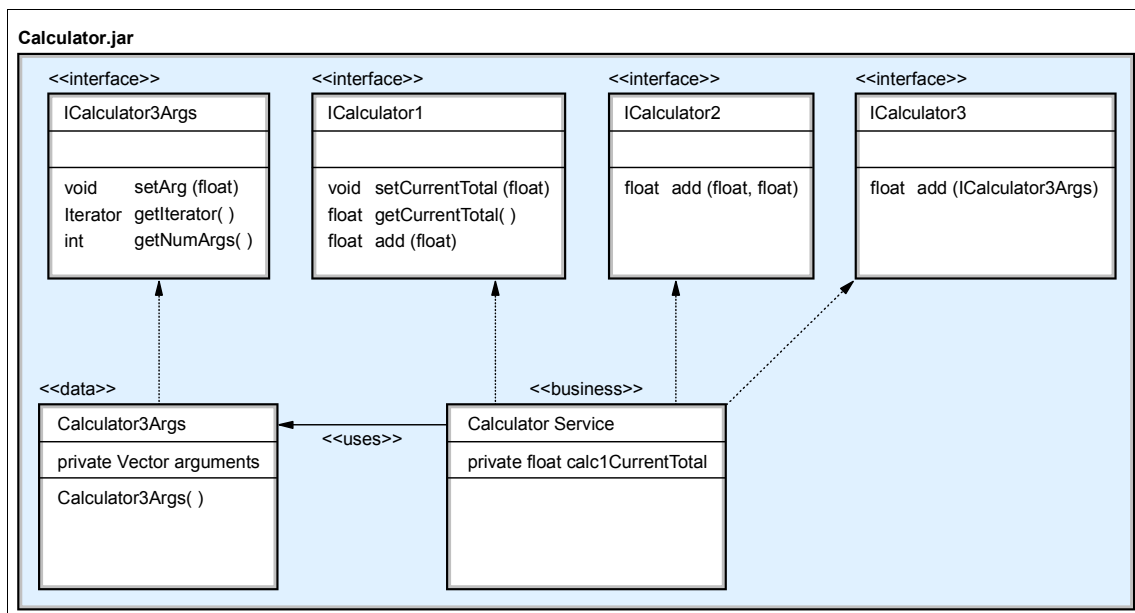 Calculator.jar
<<interface>>
ICalculator3Args
void setArg (float)
Iterator getIterator( )
int getNumArgs( )
<<interface>>
ICalculator1
void setCurrentTotal (float)
float getCurrentTotal( )
float add (float)
<<interface>>
ICalculator2
float add (float, float)
<<interface>>
ICalculator3
float add (ICalculator3Args)
<<data>>
Calculator3Args
private Vector arguments
Calculator3Args( )
<<uses>>
<<business>>
Calculator Service
private float calc1CurrentTotal